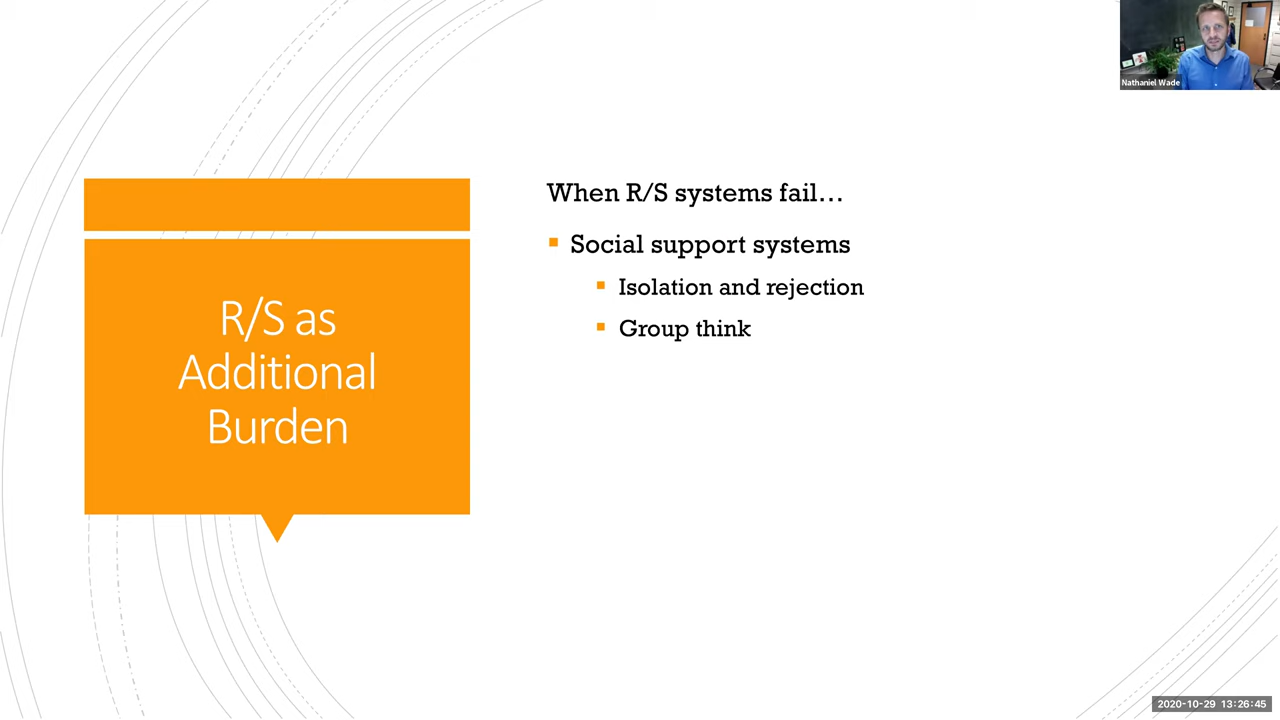 Nathaniel Wade
R/S as
Additional
Burden
When R/S systems fail…
Social support systems
Isolation and rejection
Group think
2020-10-29 13:26:45